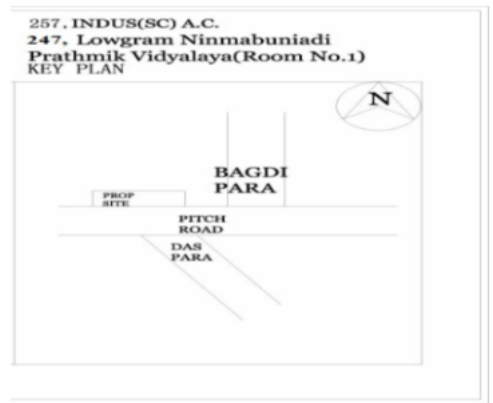 257, INDUS(SC) A.C.
247, Lowgram Ninmabuniadi
Prathmik Vidyalaya(Room No.1)
KEY PLAN
N
BAGDI
PARA
PROP
SITE
PITCH
ROAD
DAS
PARA